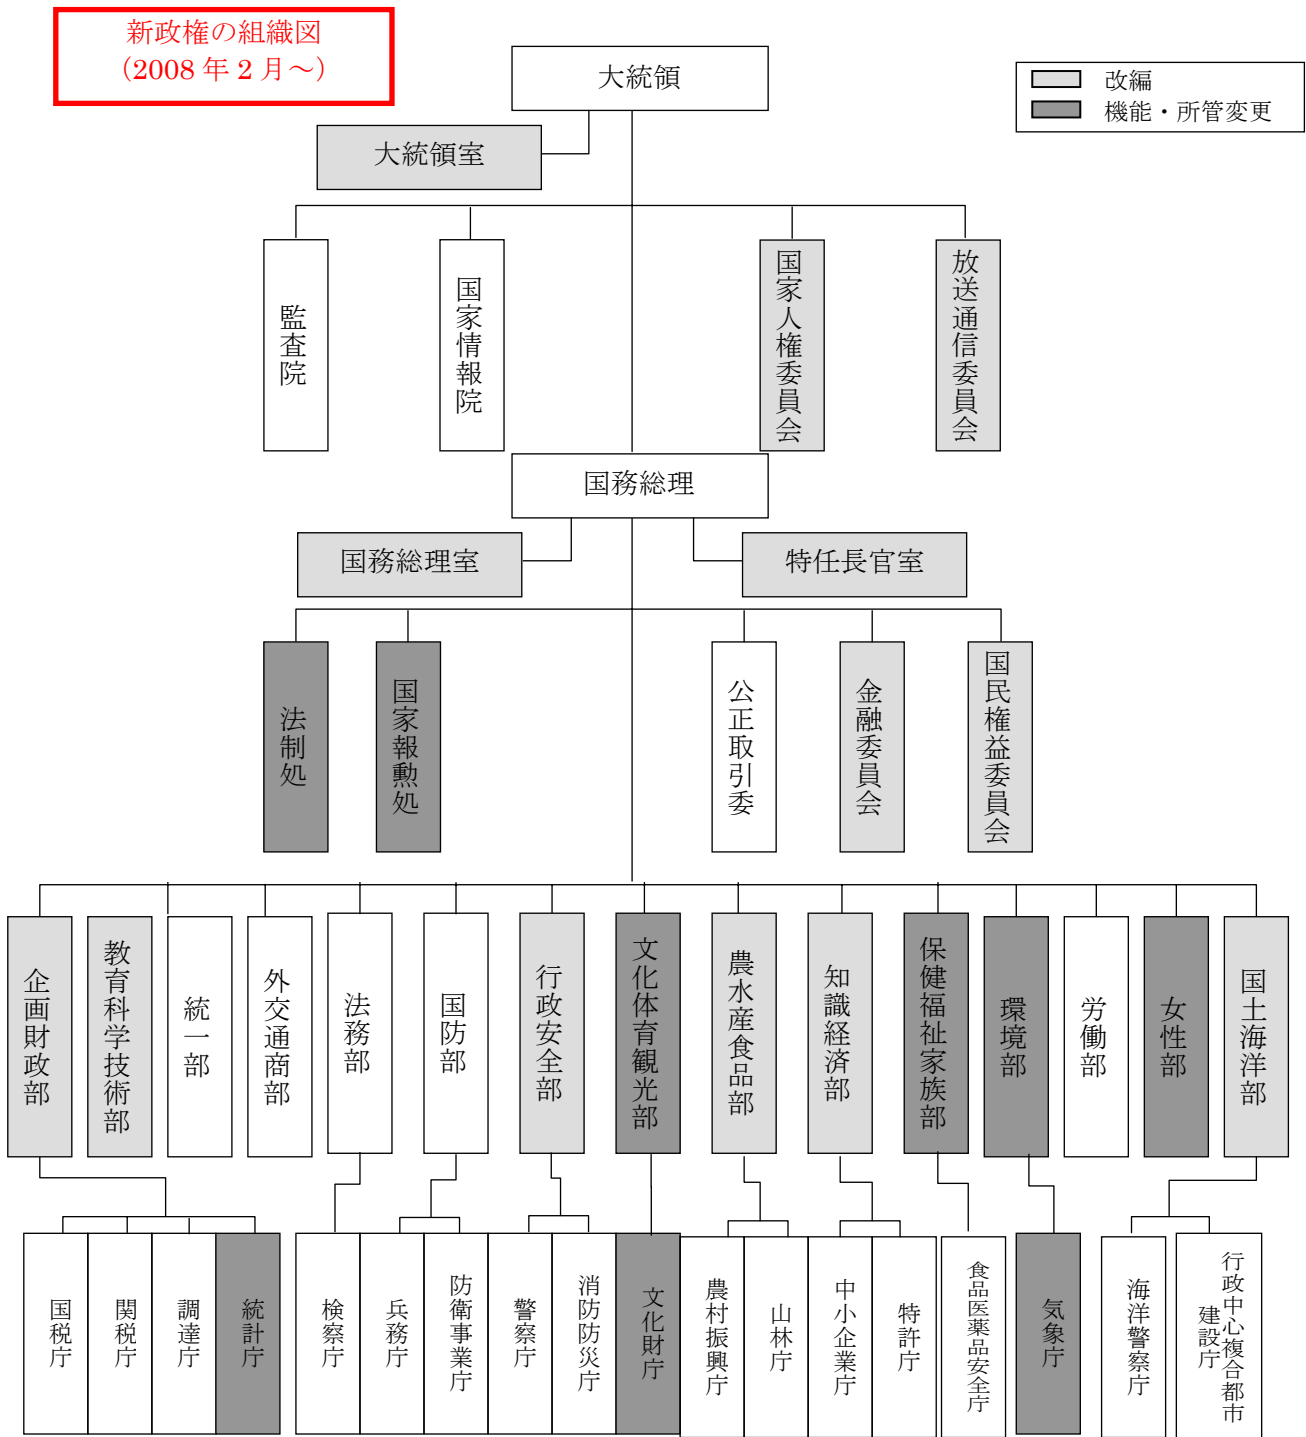 新政権の組織図
（2008 年 2 月～）
大統領
改編
機能・所管変更
大統領室
監査院
国家情報院
国家人権委員会
放送通信委員会
国務総理
国務総理室
特任長官室
法制処
国家報勲処
公正取引委
金融委員会
国民権益委員会
企画財政部
教育科学技術部
統一部
外交通商部
法務部
国防部
行政安全部
文化体育観光部
農水産食品部
知識経済部
保健福祉家族部
環境部
労働部
女性部
国土海洋部
国税庁
関税庁
調達庁
統計庁
検察庁
兵務庁
防衛事業庁
警察庁
消防防災庁
文化財庁
農村振興庁
山林庁
中小企業庁
特許庁
食品医薬品安全庁
気象庁
海洋警察庁
行政中心複合都市
建設庁